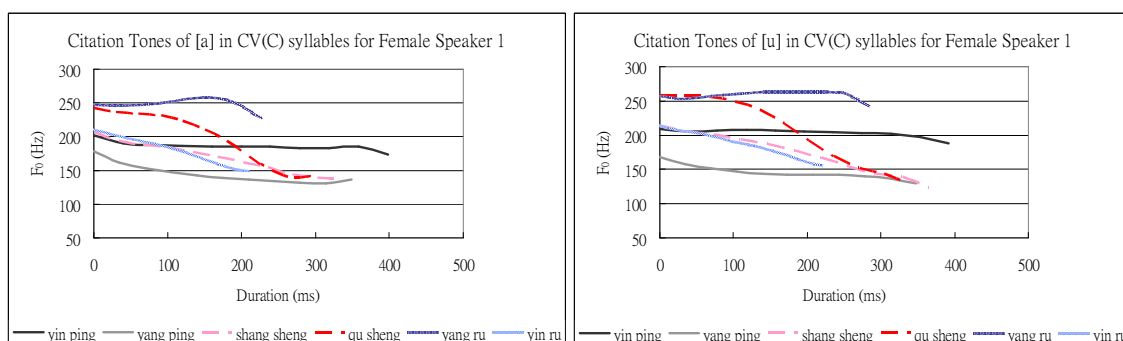 Citation Tones of [a] in CV(C) syllables for Female Speaker 1
300
250
200
150
100
50
F0 (Hz)
0 100 200 300 400 500
Duration (ms)
yin ping yang ping shang sheng qu sheng yang ru yin ru
Citation Tones of [u] in CV(C) syllables for Female Speaker 1
300
250
200
150
100
50
F0 (Hz)
0 100 200 300 400 500
Duration (ms)
yin ping yang ping shang sheng qu sheng yang ru yin ru